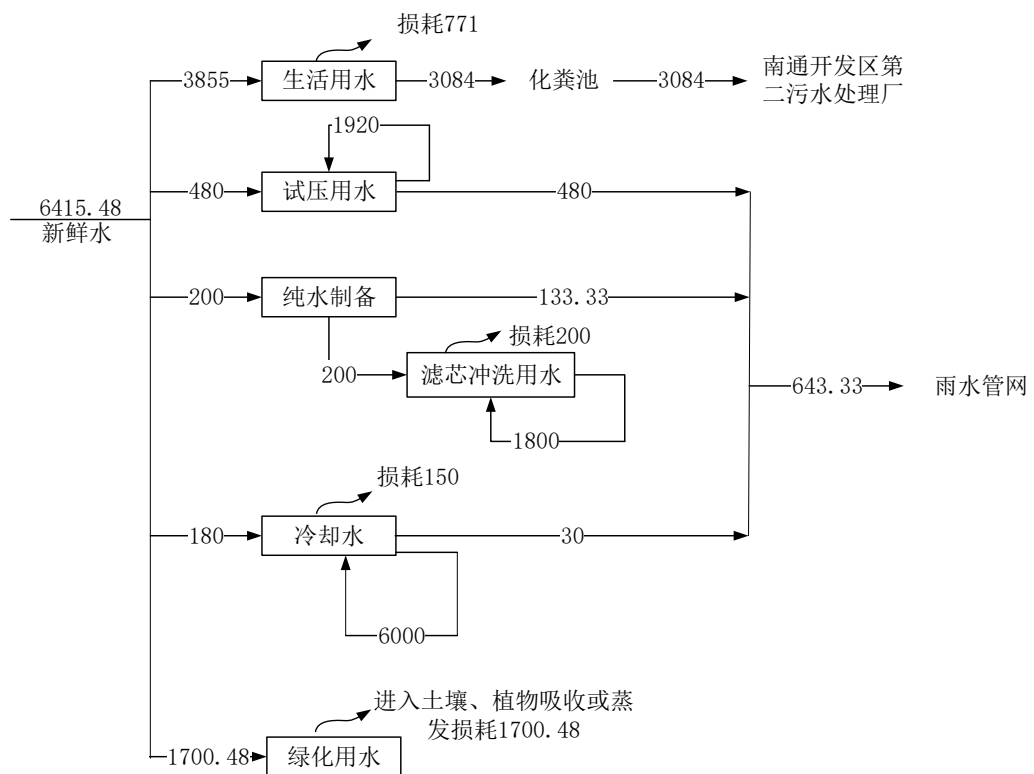 损耗771
3855
生活用水
3084
化粪池
3084
南通开发区第
二污水处理厂
1920
480
试压用水
480
6415.48
新鲜水
200
纯水制备
133.33
损耗200
200
滤芯冲洗用水
643.33
雨水管网
1800
损耗150
180
冷却水
30
6000
进入土壤、植物吸收或蒸
发损耗1700.48
1700.48
绿化用水